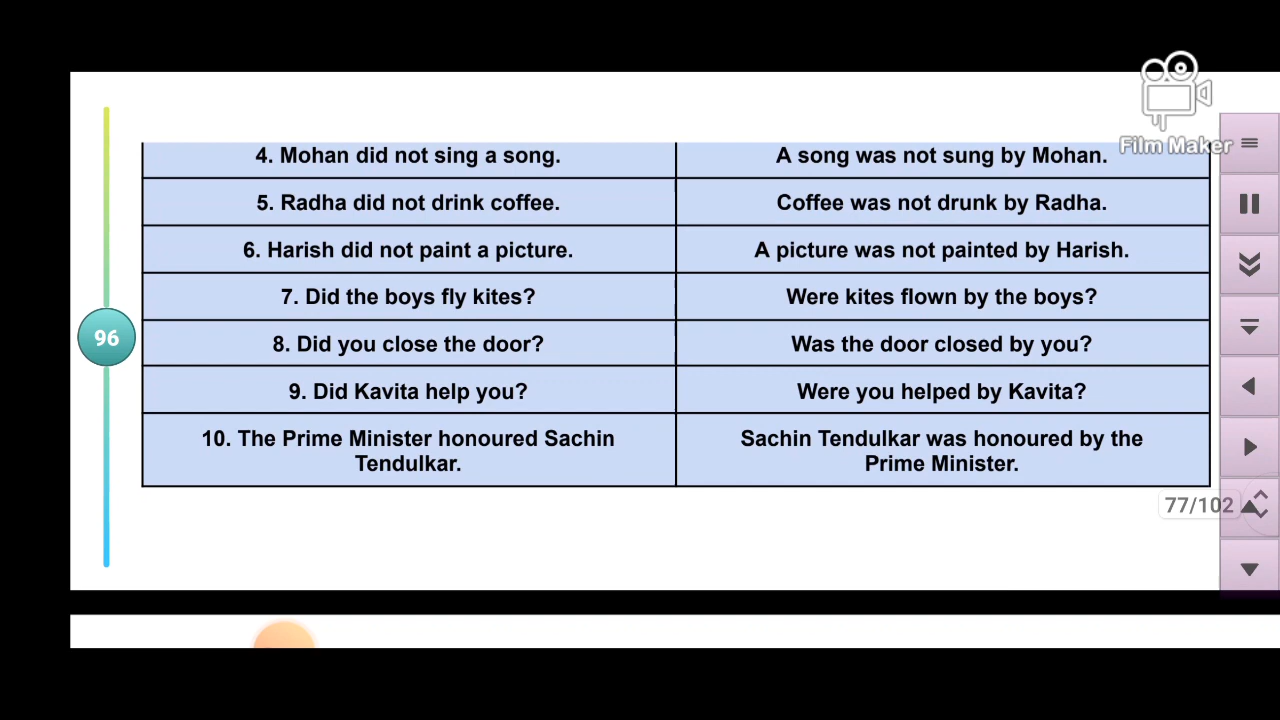 Film Maker
4. Mohan did not sing a song.
A song was not sung by Mohan.
5. Radha did not drink coffee.
Coffee was not drunk by Radha.
6. Harish did not paint a picture.
A picture was not painted by Harish.
7. Did the boys fly kites?
Were kites flown by the boys?
96
8. Did you close the door?
Was the door closed by you?
9. Did Kavita help you?
Were you helped by Kavita?
10. The Prime Minister honoured Sachin
Tendulkar.
Sachin Tendulkar was honoured by the
Prime Minister.
77/102